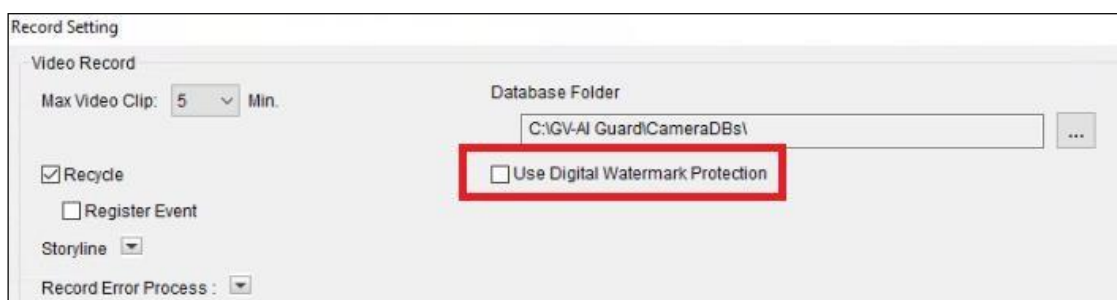 Record Setting
Video Record
Max Video Clip: 5 Min.
Database Folder
C:\GV-AI Guard\CameraDBs\
...
Recycle
Use Digital Watermark Protection
Register Event
Storyline
Record Error Process :